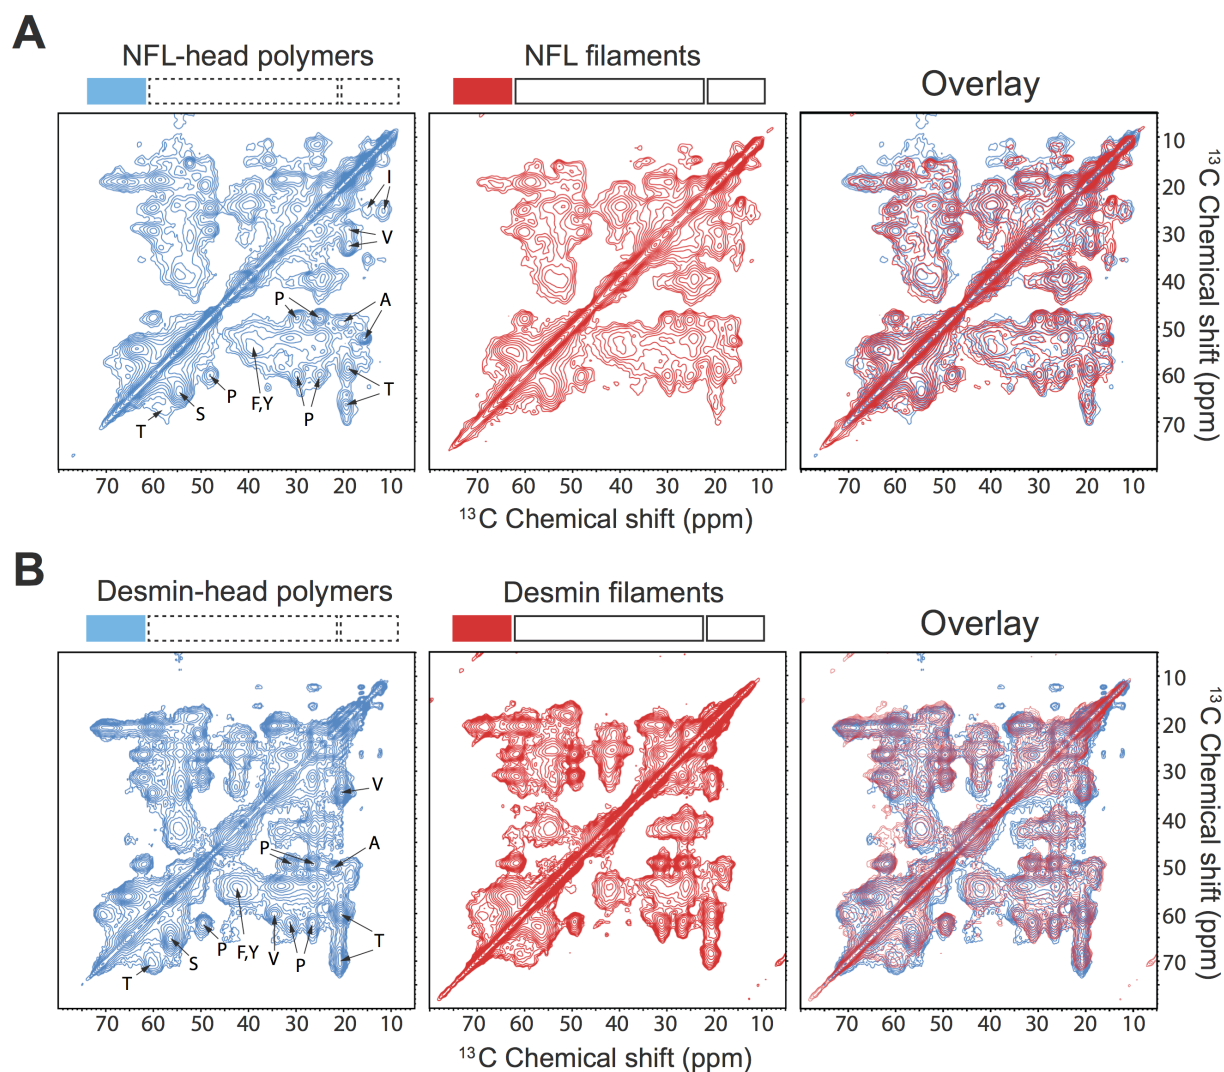 A
NFL-head polymers
NFL filaments
Overlay
I
V
P
A
T
P
F,Y
P
S
T
10
20
30
40
50
60
70
13C Chemical shift (ppm)
70 60 50 40 30 20 10
70 60 50 40 30 20 10
70 60 50 40 30 20 10
13C Chemical shift (ppm)
B
Desmin-head polymers
Desmin filaments
Overlay
V
P
A
T
P
F,Y
V
P
S
T
10
20
30
40
50
60
70
13C Chemical shift (ppm)
70 60 50 40 30 20 10
70 60 50 40 30 20 10
70 60 50 40 30 20 10
13C Chemical shift (ppm)